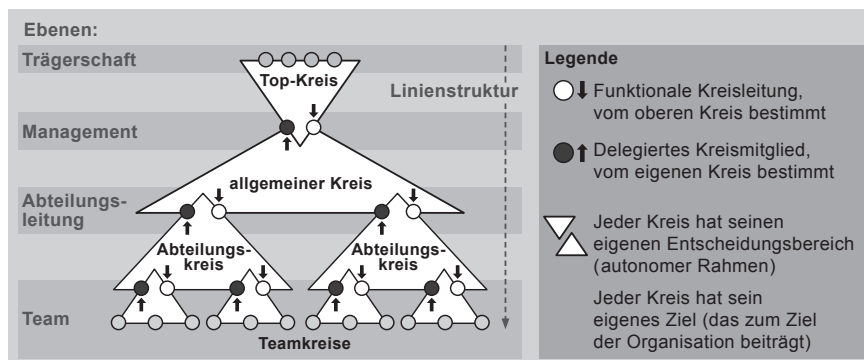 Ebenen:
Trägerschaft
Top-Kreis
Linienstruktur
Management
allgemeiner Kreis
Abteilungs-
leitung
Abteilungs-
kreis
Abteilungs-
kreis
Team
Teamkreise
Legende
Funktionale Kreisleitung,
vom oberen Kreis bestimmt
Delegiertes Kreismitglied,
vom eigenen Kreis bestimmt
Jeder Kreis hat seinen
eigenen Entscheidungsbereich
(autonomer Rahmen)
Jeder Kreis hat sein
eigenes Ziel (das zum Ziel
der Organisation beiträgt)